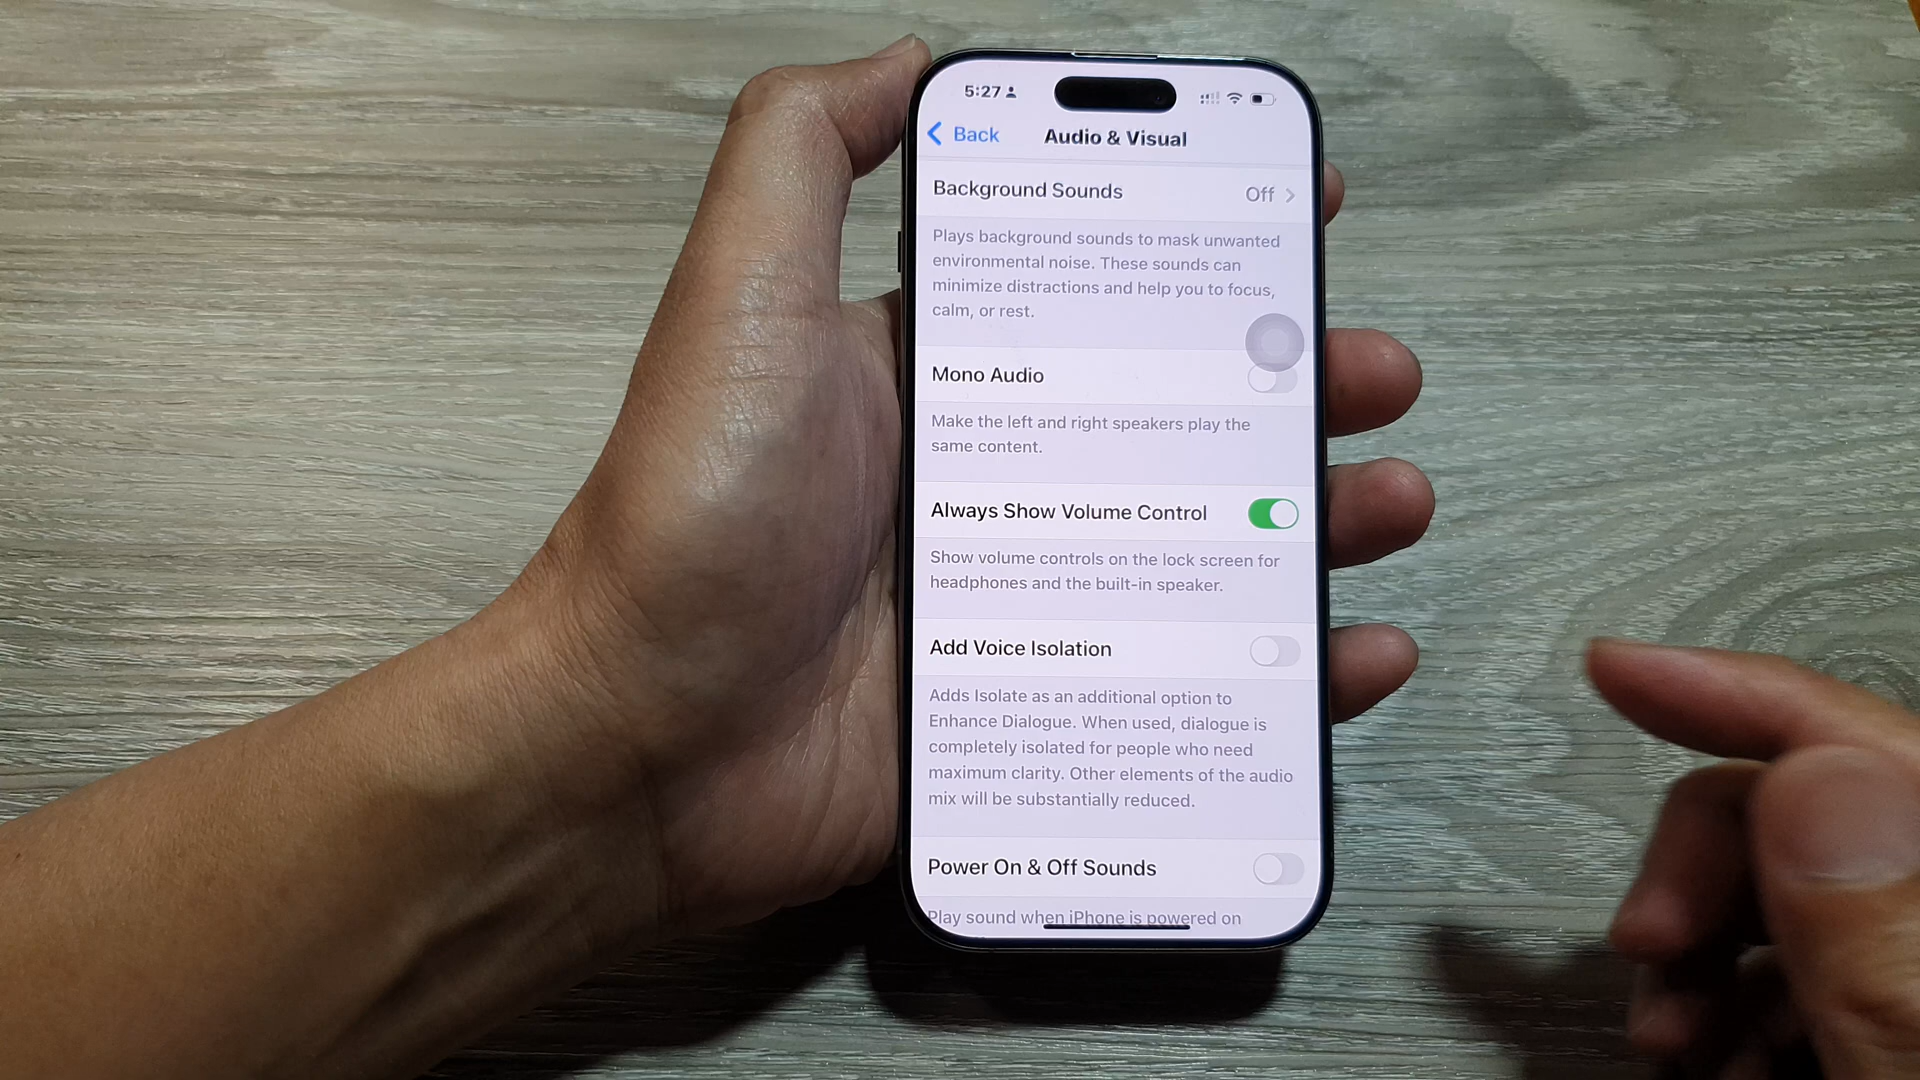 5:27
Back
Audio & Visual
Background Sounds
Off
Plays background sounds to mask unwanted
environmental noise. These sounds can
minimize distractions and help you to focus,
calm, or rest.
Mono Audio
Make the left and right speakers play the
same content.
Always Show Volume Control
Show volume controls on the lock screen for
headphones and the built-in speaker.
Add Voice Isolation
Adds Isolate as an additional option to
Enhance Dialogue. When used, dialogue is
completely isolated for people who need
maximum clarity. Other elements of the audio
mix will be substantially reduced.
Power On & Off Sounds
Play sound when iPhone is powered on